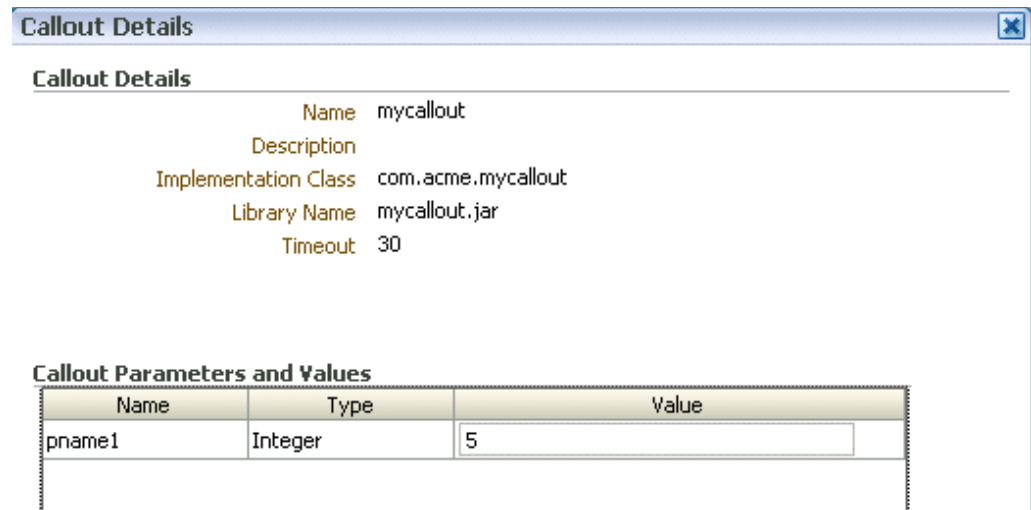 Callout Details
Callout Details
Name mycallout
Description
Implementation Class com.acme.mycallout
Library Name mycallout.jar
Timeout 30
Callout Parameters and Values
Name Type Value
pname1 Integer 5